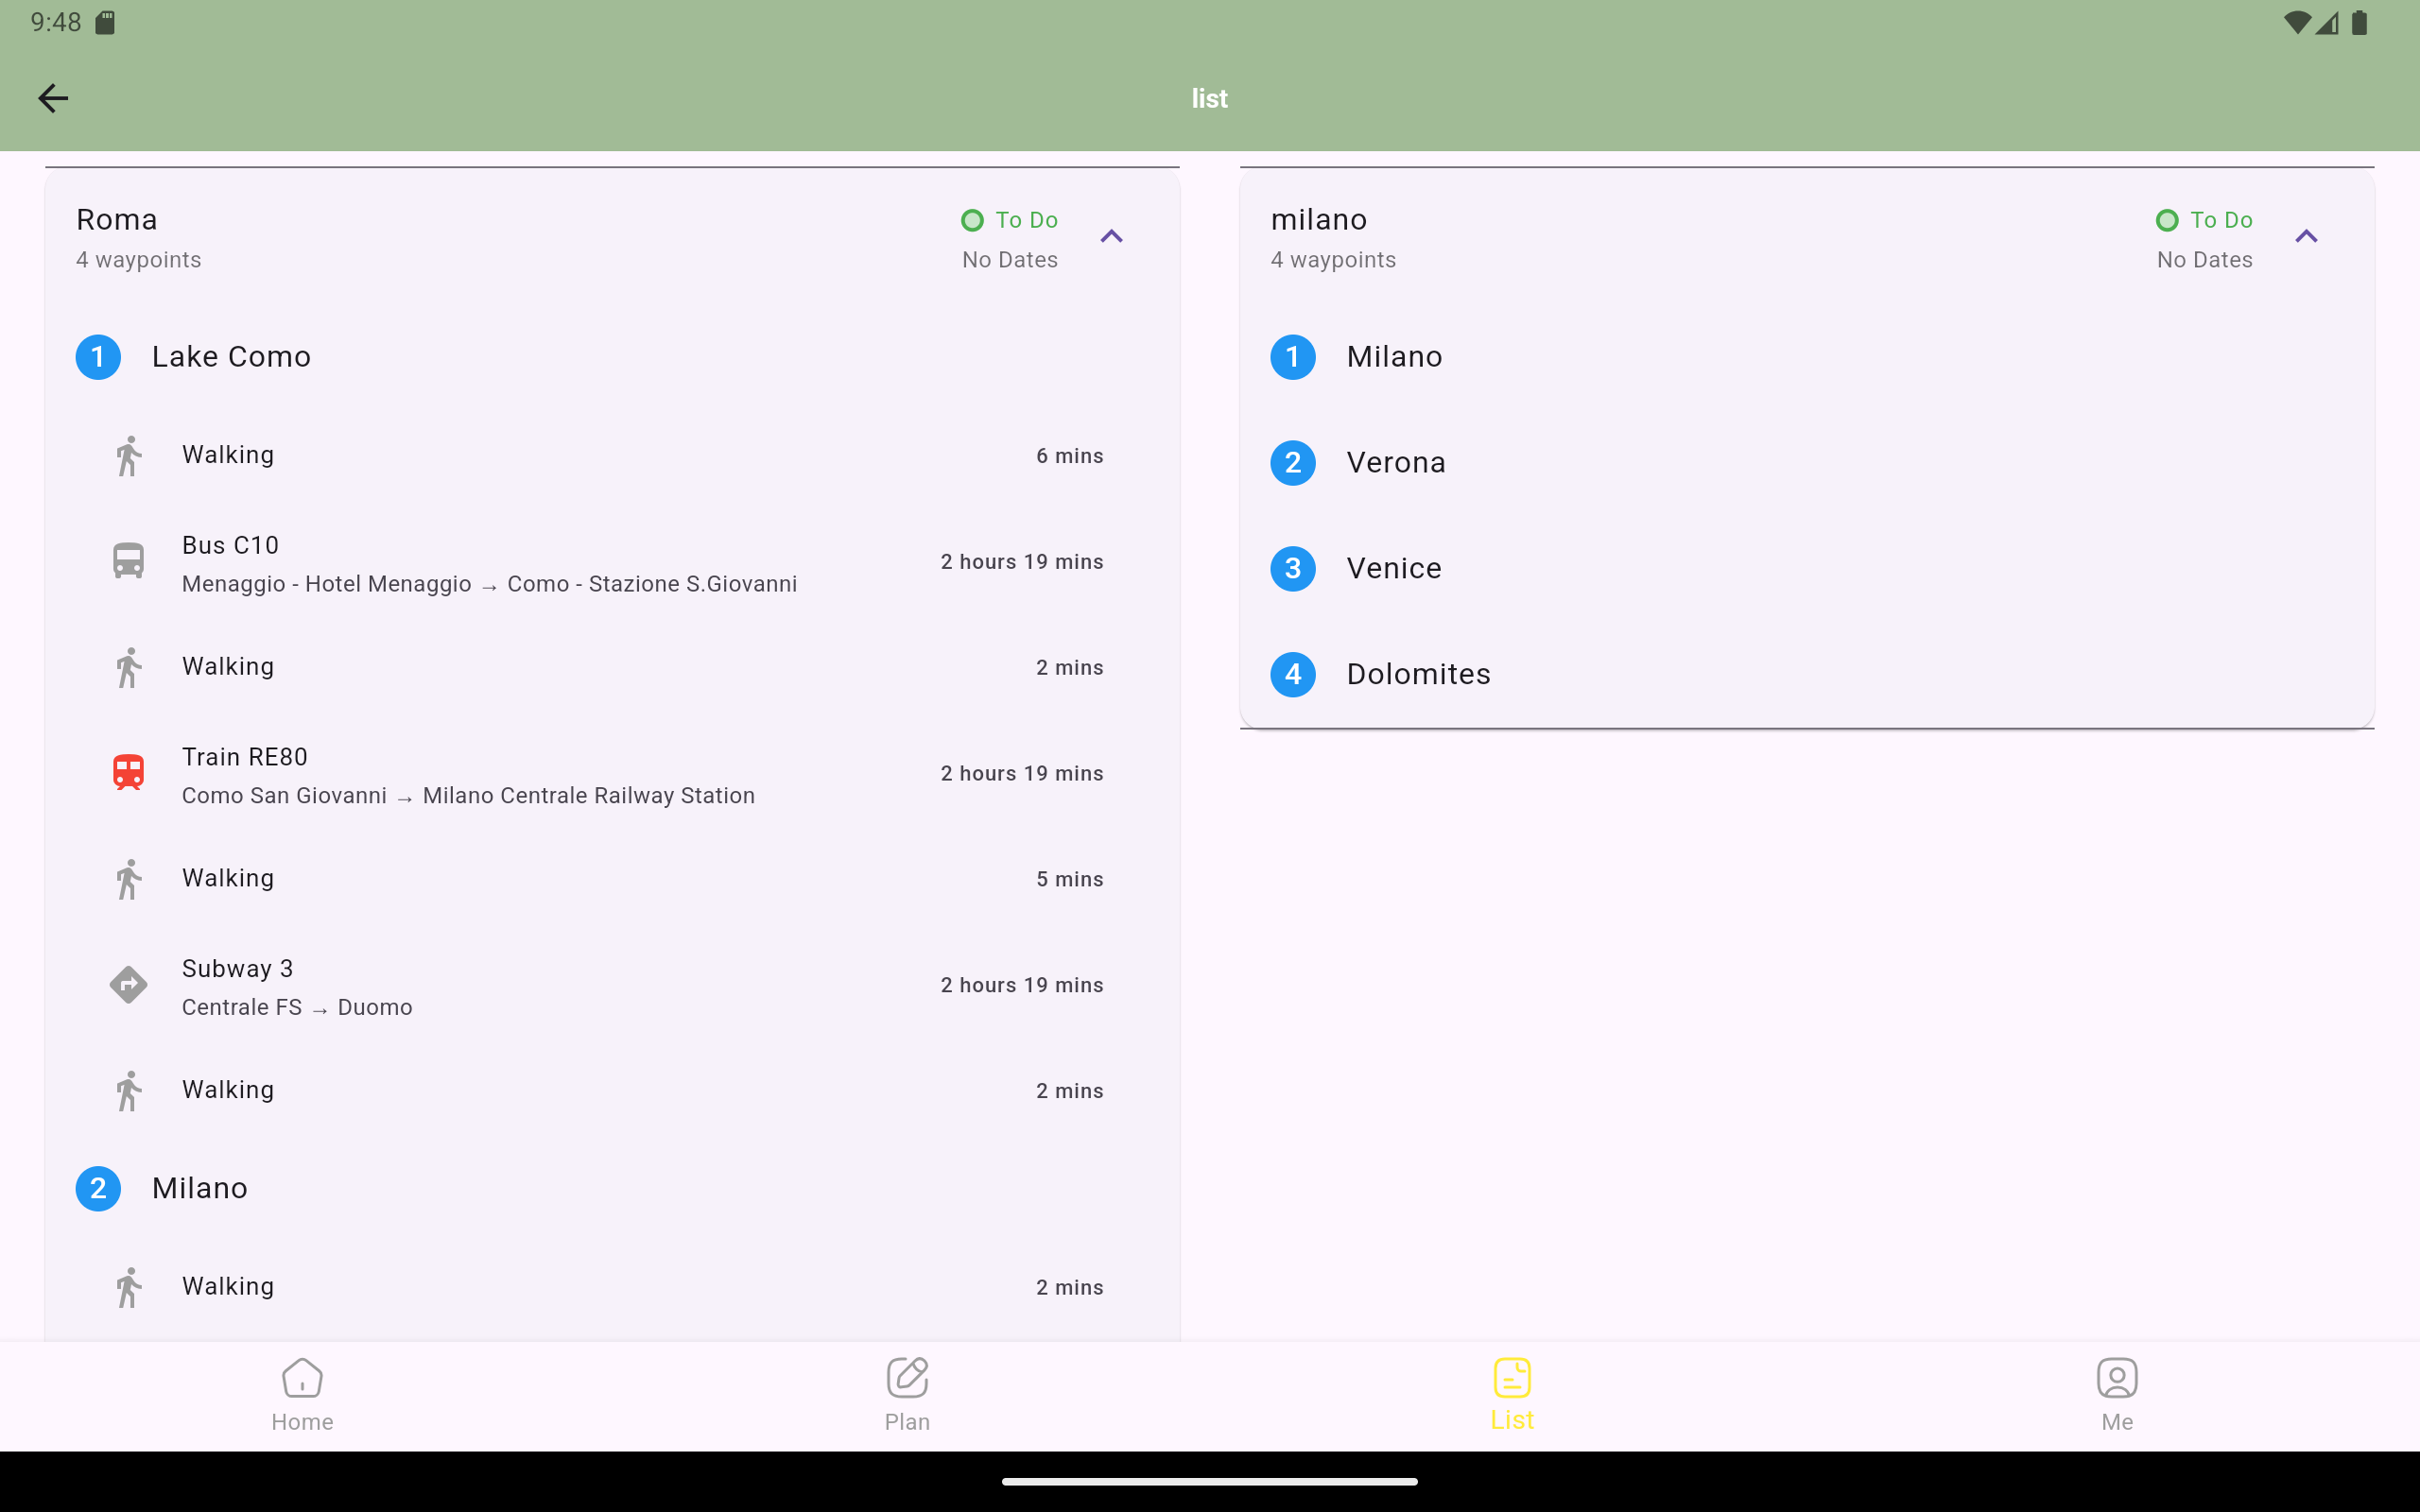 9:48
list
Roma
To Do
4 waypoints
No Dates
1 Lake Como
Walking 6 mins
Bus C10
Menaggio - Hotel Menaggio → Como - Stazione S.Giovanni
2 hours 19 mins
Walking 2 mins
Train RE80
Como San Giovanni → Milano Centrale Railway Station
2 hours 19 mins
Walking 5 mins
Subway 3
Centrale FS → Duomo
2 hours 19 mins
Walking 2 mins
2 Milano
Walking 2 mins
milano
To Do
4 waypoints
No Dates
1 Milano
2 Verona
3 Venice
4 Dolomites
Home
Plan
List
Me